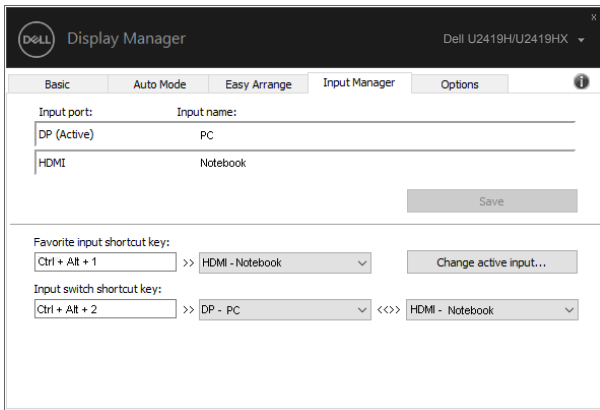 x
DELL Display Manager Dell U2419H/U2419HX
Basic Auto Mode Easy Arrange Input Manager Options i
Input port: Input name:
DP (Active) PC
HDMI Notebook
Save
Favorite input shortcut key:
Ctrl + Alt + 1 >> HDMI - Notebook Change active input...
Input switch shortcut key:
Ctrl + Alt + 2 >> DP - PC <<>> HDMI - Notebook